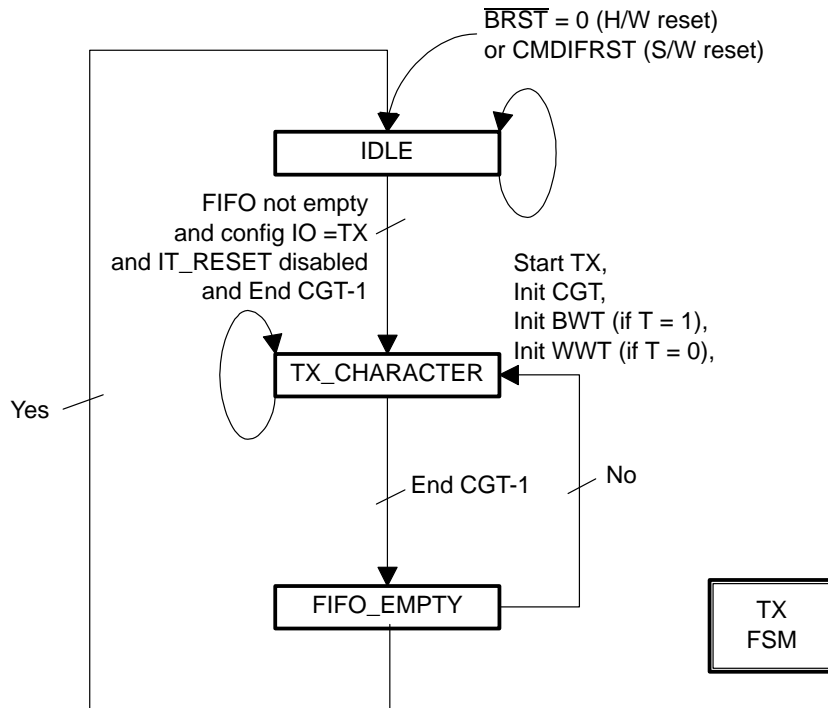 BRST = 0 (H/W reset)
or CMDIFRST (S/W reset)
IDLE
FIFO not empty
and config IO =TX
and IT_RESET disabled
and End CGT-1
Start TX,
Init CGT,
Init BWT (if T = 1),
Init WWT (if T = 0),
TX_CHARACTER
Yes
End CGT-1
No
FIFO_EMPTY
TX
FSM